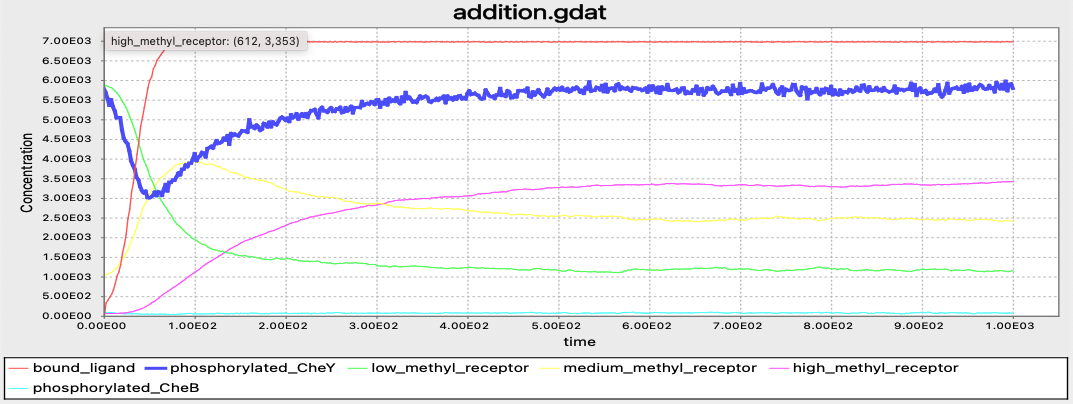 addition.gdat
high_methyl_receptor: (612, 3,353)
7.00E03
6.50E03
6.00E03
5.50E03
5.00E03
4.50E03
4.00E03
3.50E03
3.00E03
2.50E03
2.00E03
1.50E03
1.00E03
5.00E02
0.00E00
Concentration
0.00E00 1.00E02 2.00E02 3.00E02 4.00E02 5.00E02 6.00E02 7.00E02 8.00E02 9.00E02 1.00E03
time
bound_ligand phosphorylated_CheY low_methyl_receptor medium_methyl_receptor high_methyl_receptor
phosphorylated_CheB